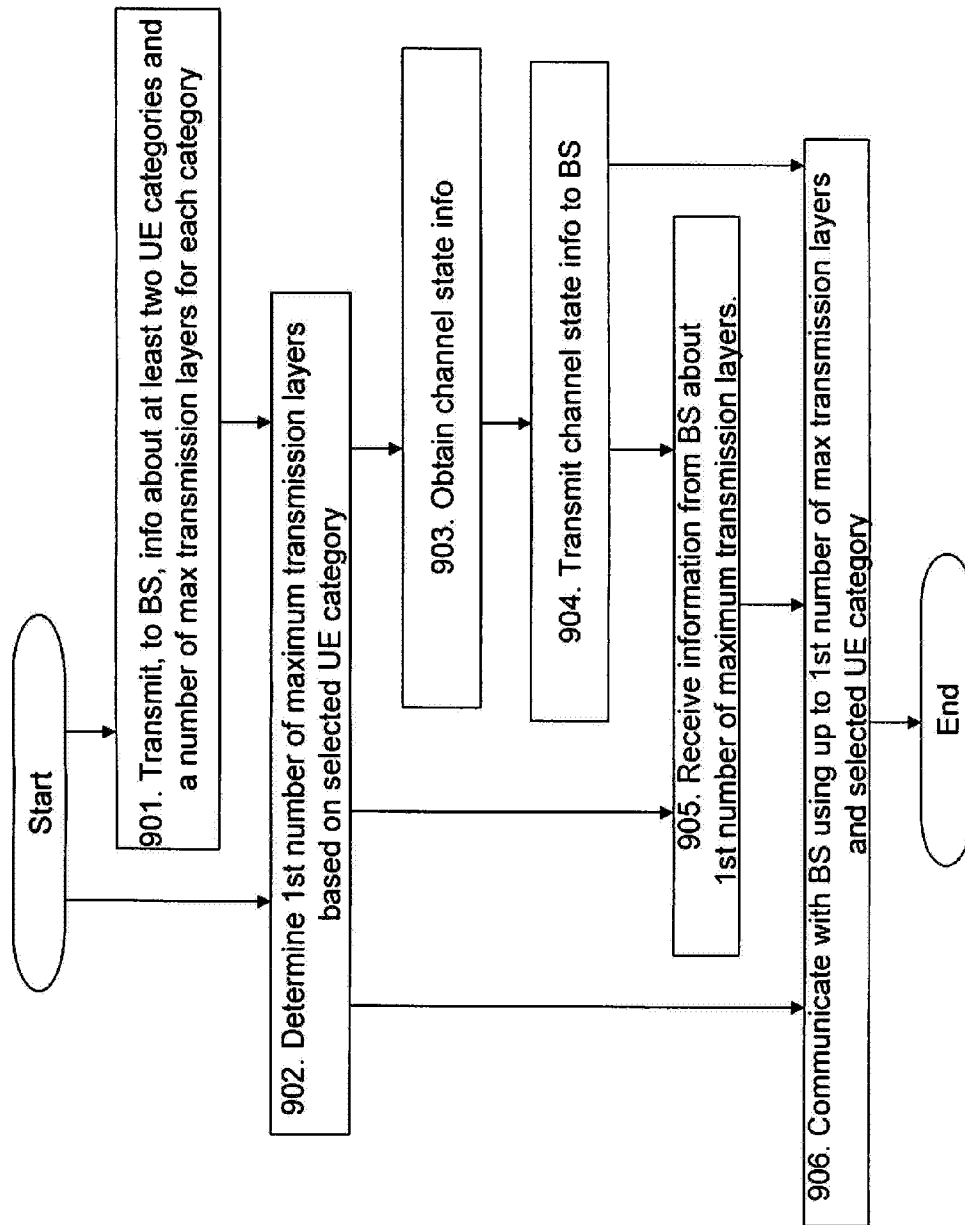 Start
901. Transmit, to BS, info about at least two UE categories and
a number of max transmission layers for each category
902. Determine 1st number of maximum transmission layers
based on selected UE category
903. Obtain channel state info
904. Transmit channel state info to BS
905. Receive information from BS about
1st number of maximum transmission layers.
906. Communicate with BS using up to 1st number of max transmission layers
and selected UE category
End